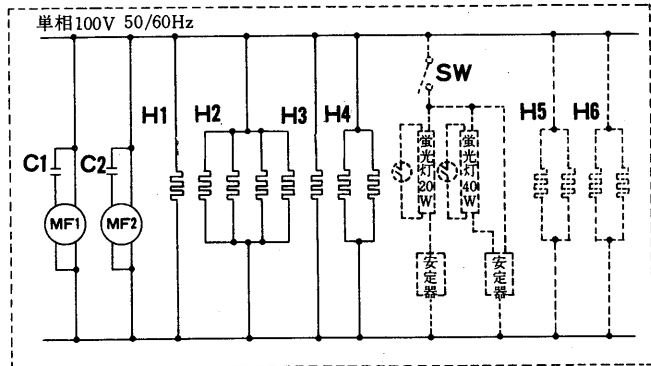 単相100V 50/60Hz
SW
H1 H2 H3 H4 H5 H6
C1 C2
蛍光灯20W
蛍光灯40W
MF1 MF2
安定器
安定器